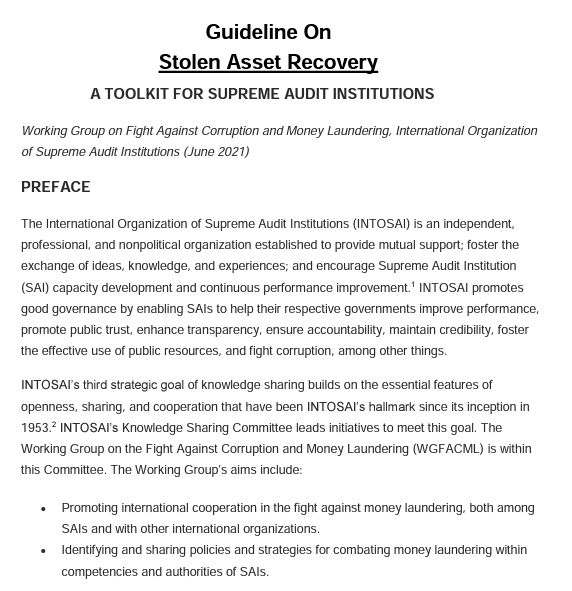 Guideline On
Stolen Asset Recovery
A TOOLKIT FOR SUPREME AUDIT INSTITUTIONS
Working Group on Fight Against Corruption and Money Laundering, International Organization
of Supreme Audit Institutions (June 2021)
PREFACE
The International Organization of Supreme Audit Institutions (INTOSAI) is an independent,
professional, and nonpolitical organization established to provide mutual support; foster the
exchange of ideas, knowledge, and experiences; and encourage Supreme Audit Institution
(SAI) capacity development and continuous performance improvement.¹ INTOSAI promotes
good governance by enabling SAIs to help their respective governments improve performance,
promote public trust, enhance transparency, ensure accountability, maintain credibility, foster
the effective use of public resources, and fight corruption, among other things.
INTOSAI's third strategic goal of knowledge sharing builds on the essential features of
openness, sharing, and cooperation that have been INTOSAI's hallmark since its inception in
1953.² INTOSAI's Knowledge Sharing Committee leads initiatives to meet this goal. The
Working Group on the Fight Against Corruption and Money Laundering (WGFACML) is within
this Committee. The Working Group's aims include:
• Promoting international cooperation in the fight against money laundering, both among
SAIs and with other international organizations.
• Identifying and sharing policies and strategies for combating money laundering within
competencies and authorities of SAIs.